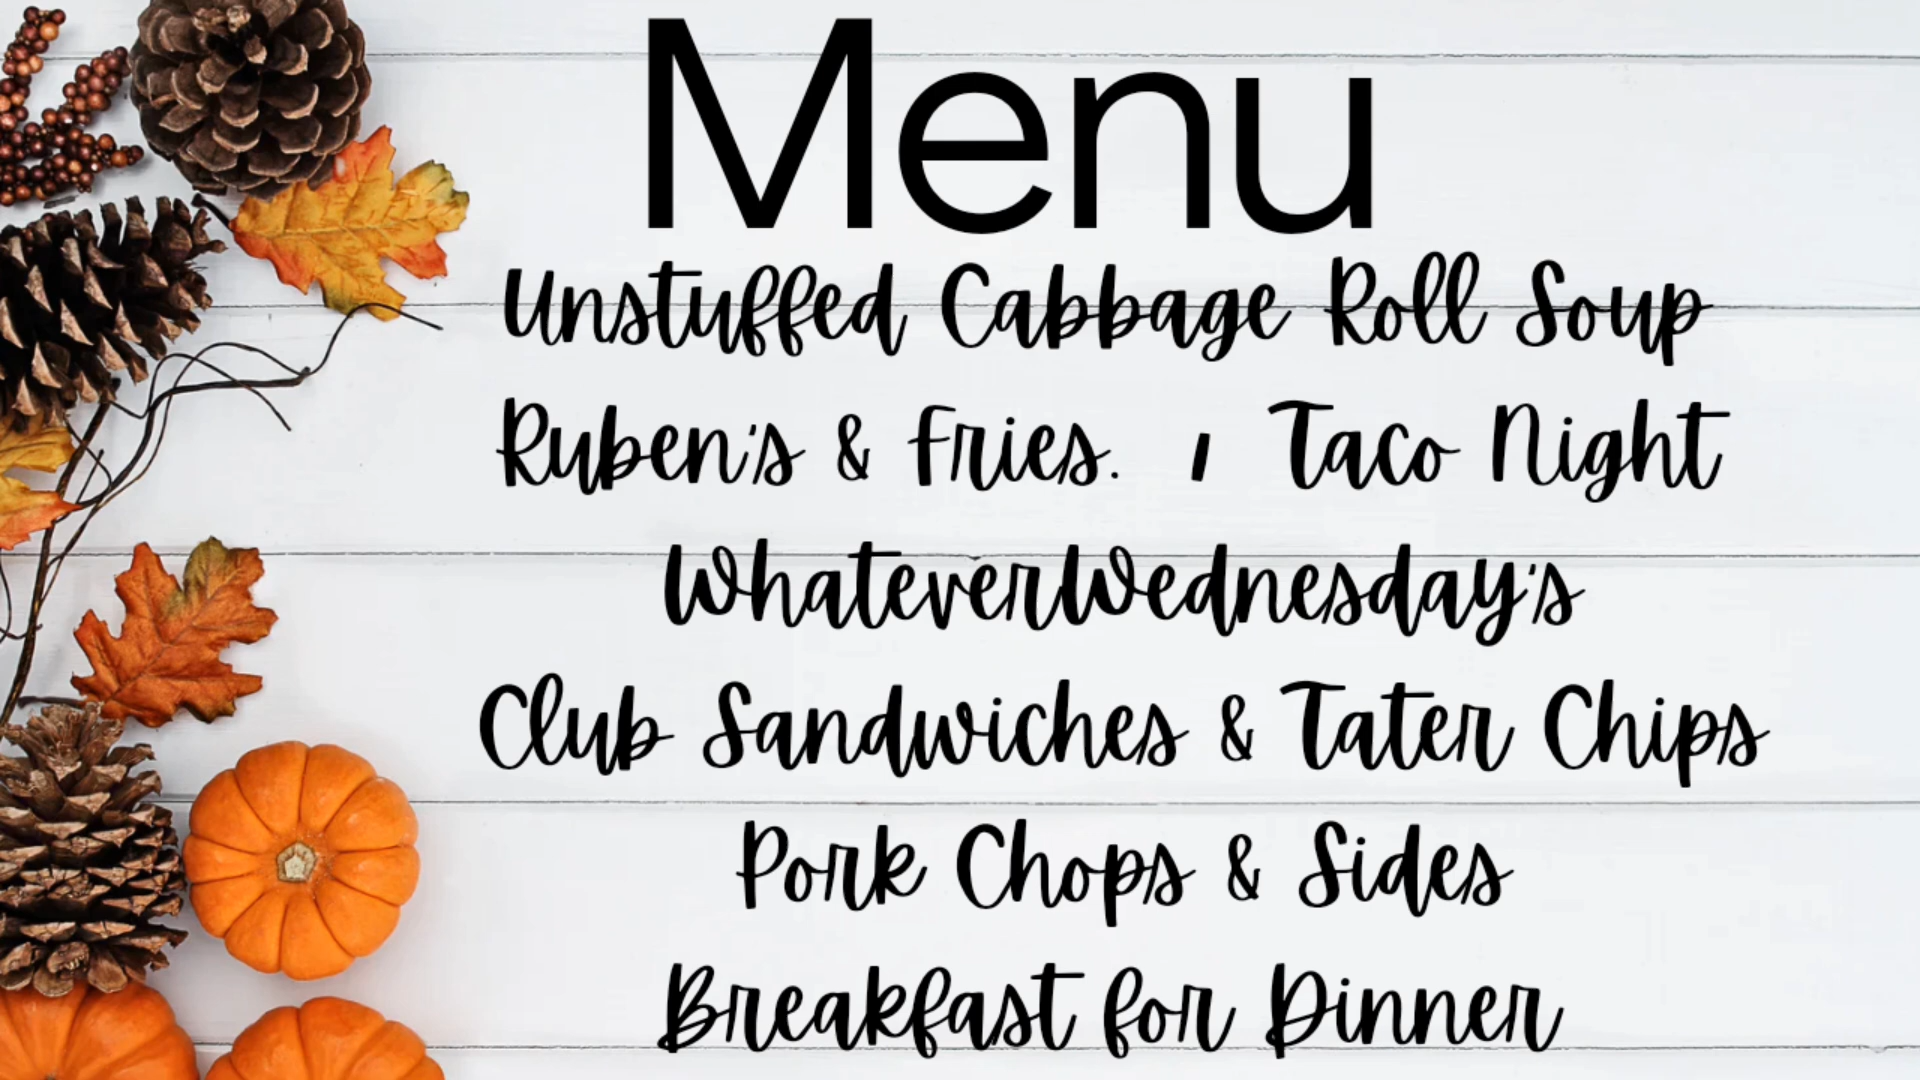 Menu
Unstuffed Cabbage Roll Soup
Ruben's & Fries. / Taco Night
WhateverWednesday's
Club Sandwiches & Tater Chips
Pork Chops & Sides
Breakfast for Dinner